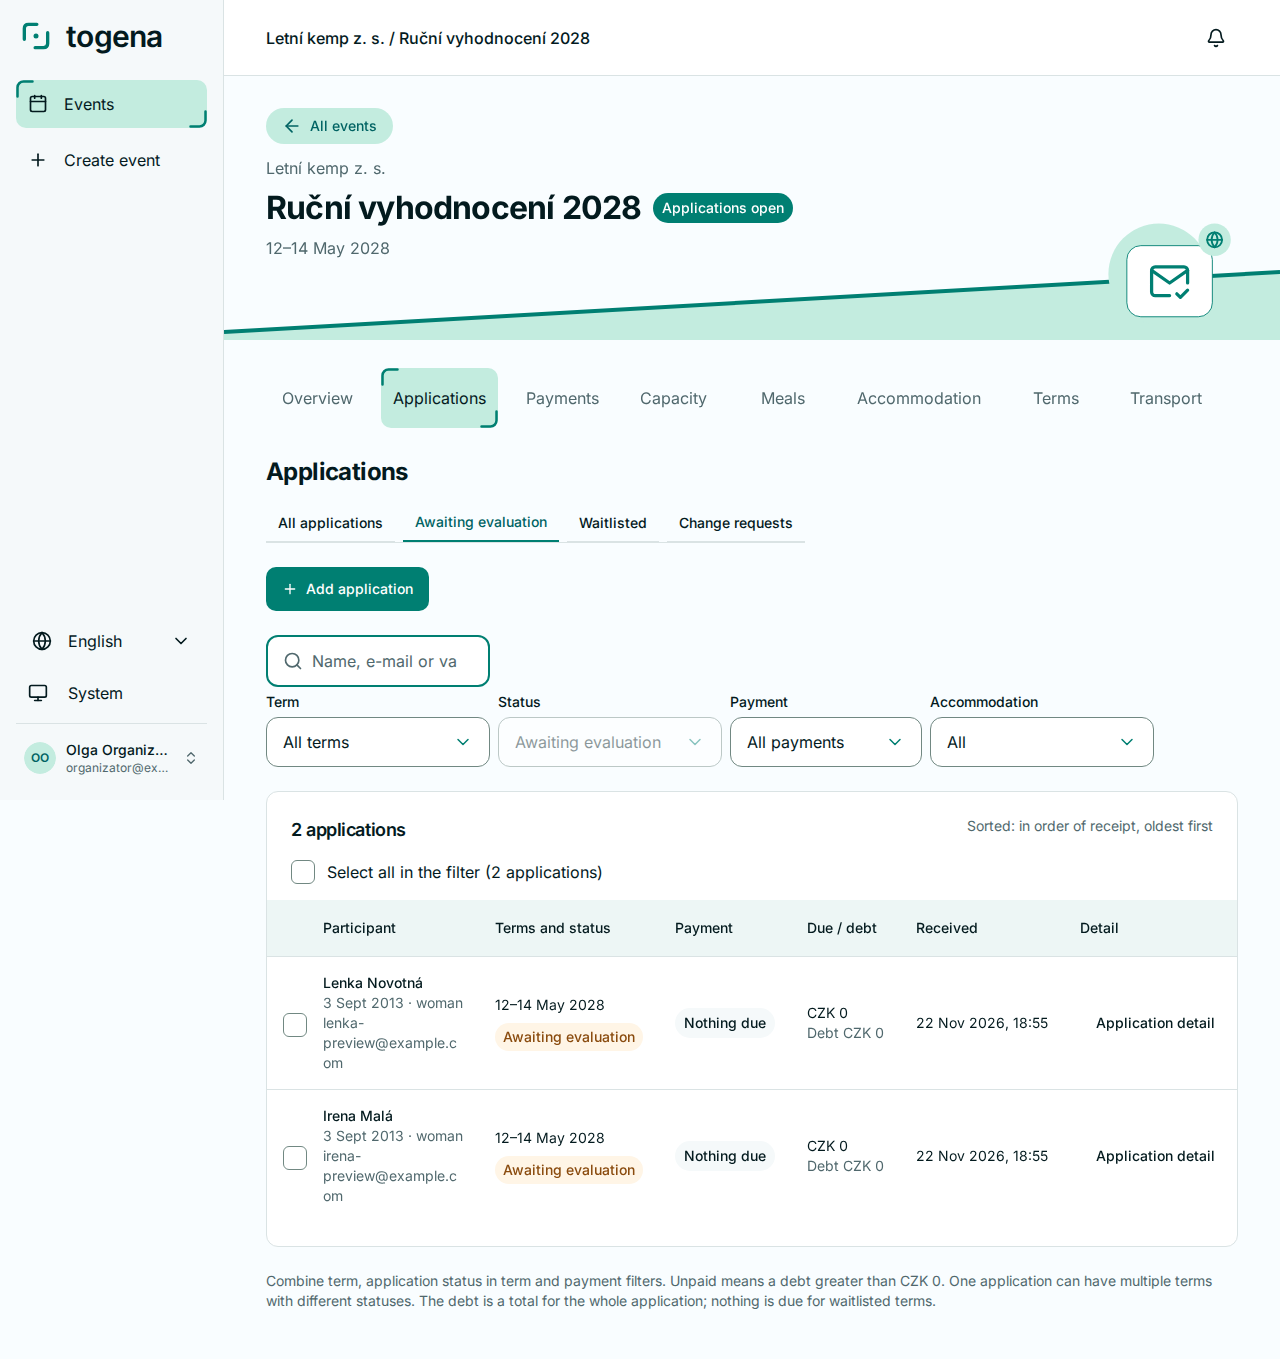 togena
Letní kemp z. s. / Ruční vyhodnocení 2028
Events
Create event
All events
Letní kemp z. s.
Ruční vyhodnocení 2028
Applications open
12–14 May 2028
Overview
Applications
Payments
Capacity
Meals
Accommodation
Terms
Transport
Applications
All applications
Awaiting evaluation
Waitlisted
Change requests
Add application
Name, e-mail or va
Term
Status
Payment
Accommodation
All terms
Awaiting evaluation
All payments
All
English
System
OO
Olga Organiz...
organizator@ex...
2 applications
Sorted: in order of receipt, oldest first
Select all in the filter (2 applications)
Participant
Terms and status
Payment
Due / debt
Received
Detail
Lenka Novotná
3 Sept 2013 · woman
lenka-
preview@example.c
om
12–14 May 2028
Awaiting evaluation
Nothing due
CZK 0
Debt CZK 0
22 Nov 2026, 18:55
Application detail
Irena Malá
3 Sept 2013 · woman
irena-
preview@example.c
om
12–14 May 2028
Awaiting evaluation
Nothing due
CZK 0
Debt CZK 0
22 Nov 2026, 18:55
Application detail
Combine term, application status in term and payment filters. Unpaid means a debt greater than CZK 0. One application can have multiple terms
with different statuses. The debt is a total for the whole application; nothing is due for waitlisted terms.